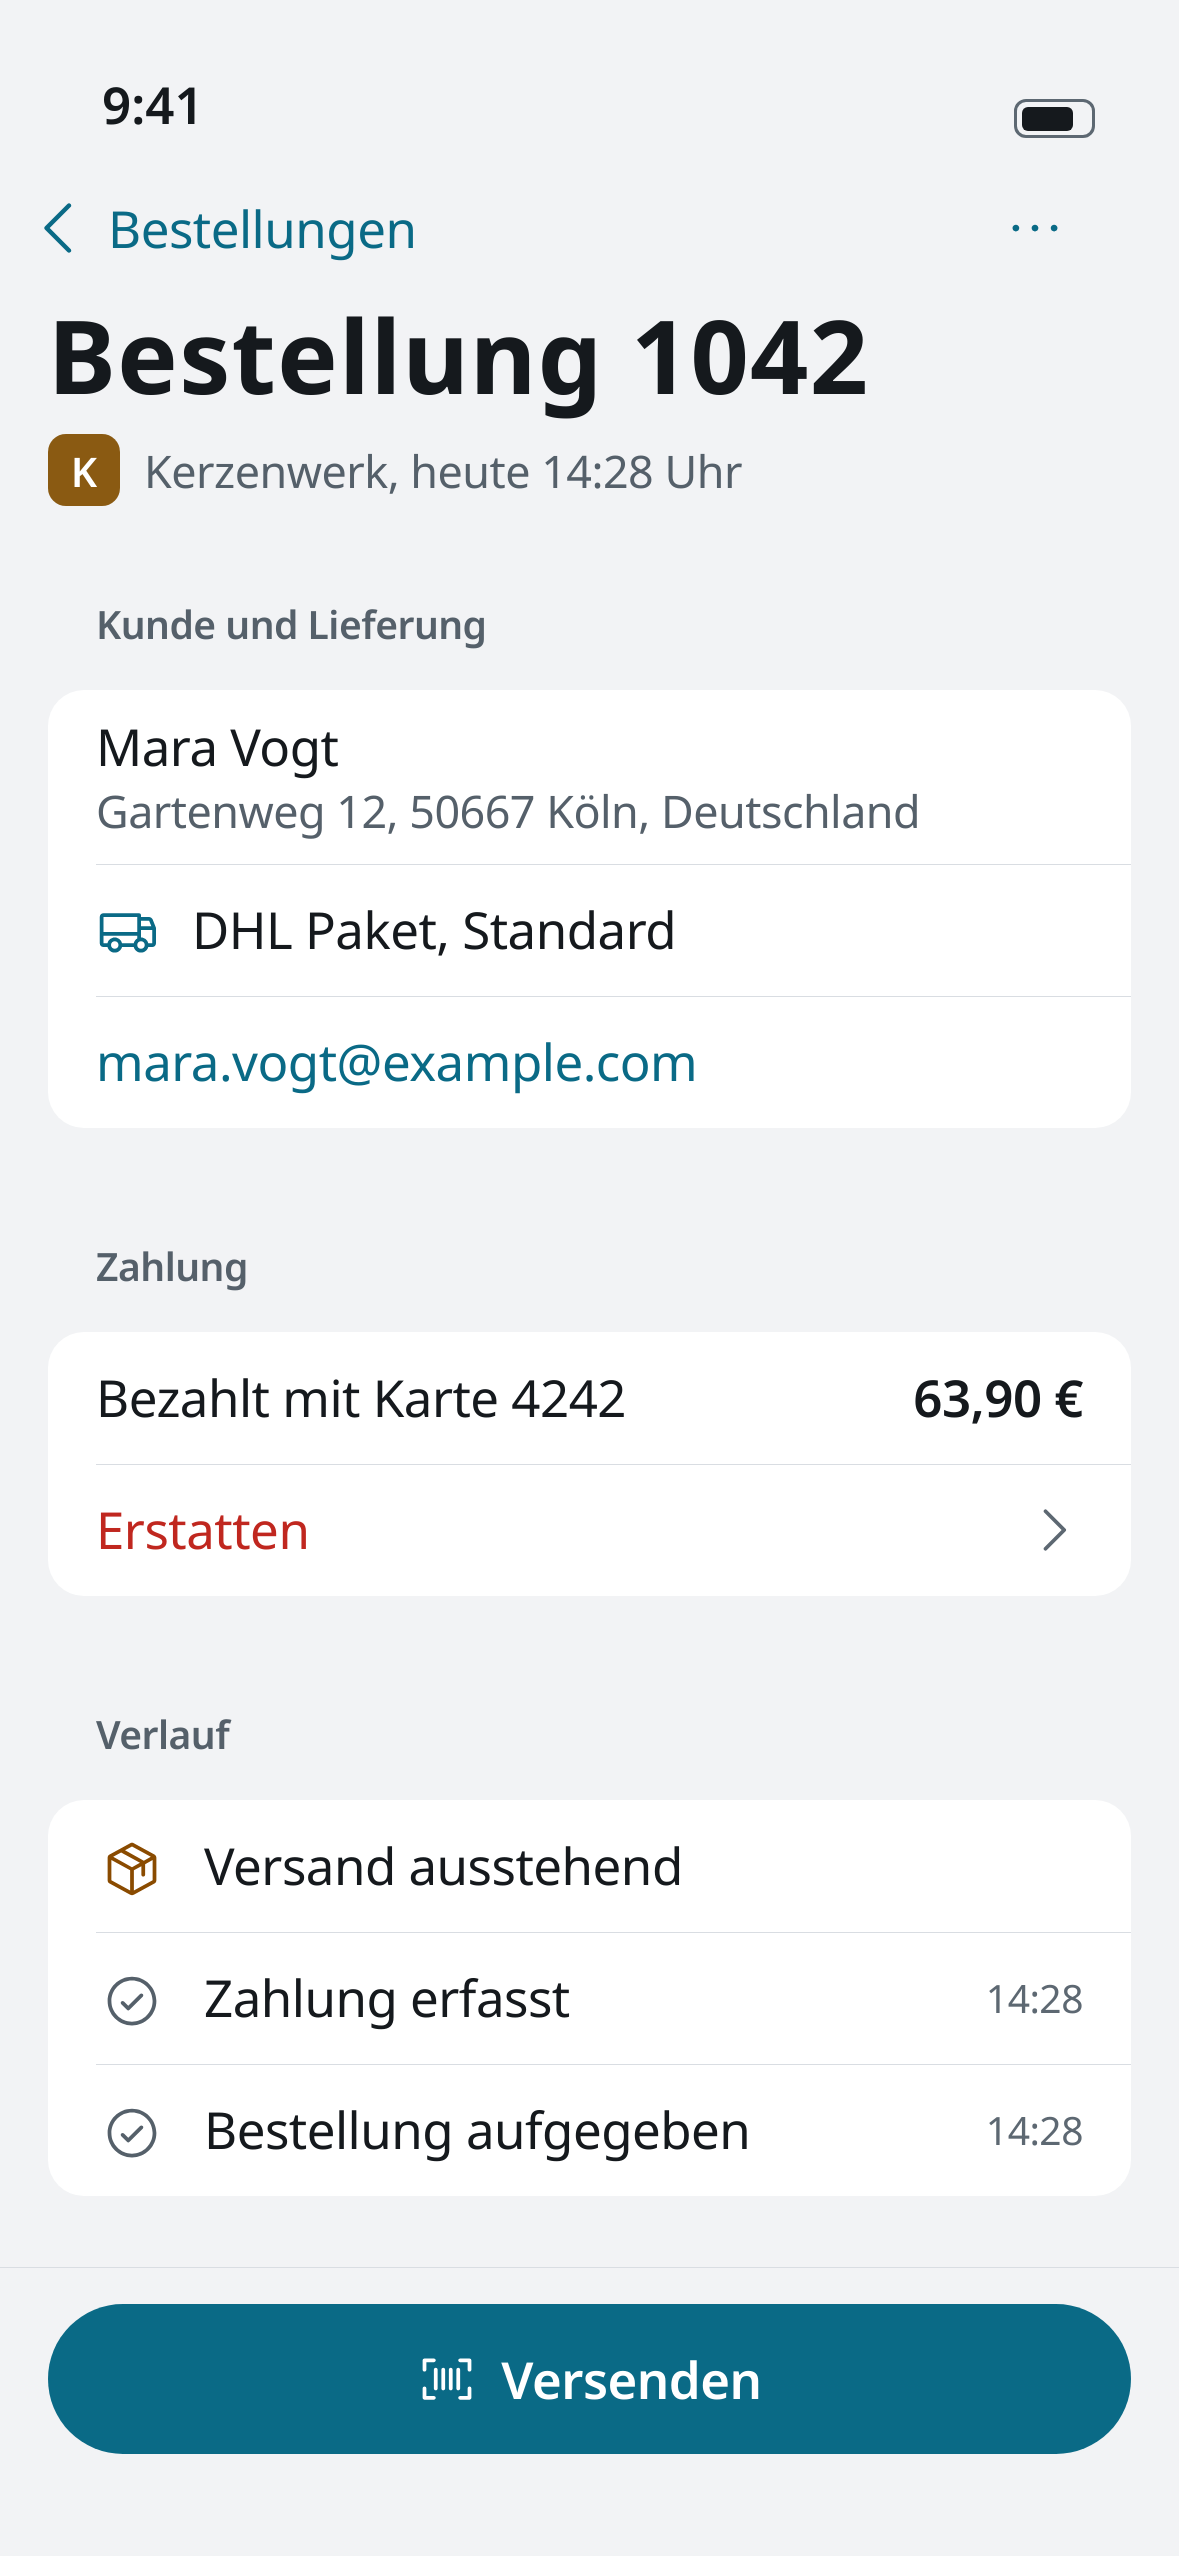 9:41
Bestellungen
Bestellung 1042
K Kerzenwerk, heute 14:28 Uhr
Kunde und Lieferung
Mara Vogt
Gartenweg 12, 50667 Köln, Deutschland
DHL Paket, Standard
mara.vogt@example.com
Zahlung
Bezahlt mit Karte 4242 63,90 €
Erstatten
Verlauf
Versand ausstehend
Zahlung erfasst 14:28
Bestellung aufgegeben 14:28
Versenden